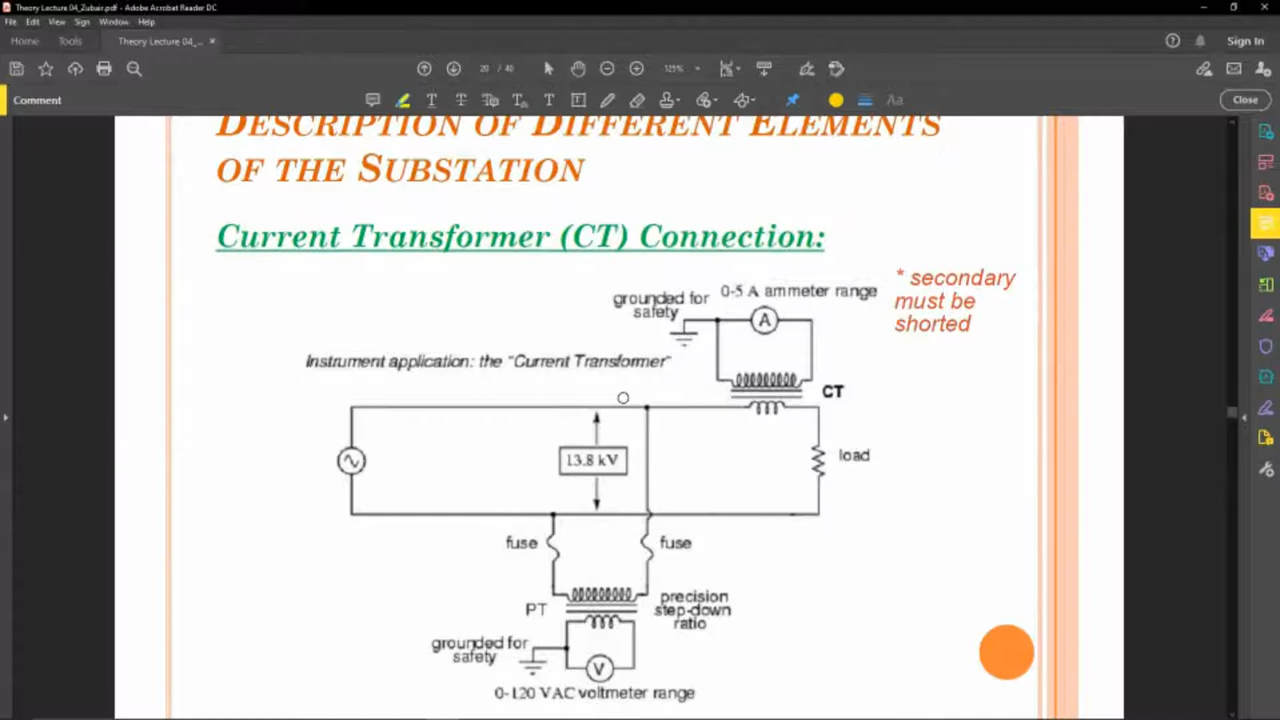 Theory Lecture 04_Zubair.pdf - Adobe Acrobat Reader DC
File Edit View Sign Window Help
Home Tools Theory Lecture 04_... × Sign In
20 / 40 125%
Comment Aa Close
DESCRIPTION OF DIFFERENT ELEMENTS
OF THE SUBSTATION
Current Transformer (CT) Connection:
* secondary
must be
shorted
0-5 A ammeter range
grounded for
safety
A
Instrument application: the "Current Transformer"
CT
13.8 kV
load
fuse
fuse
PT
precision
step-down
ratio
grounded for
safety
V
0-120 VAC voltmeter range